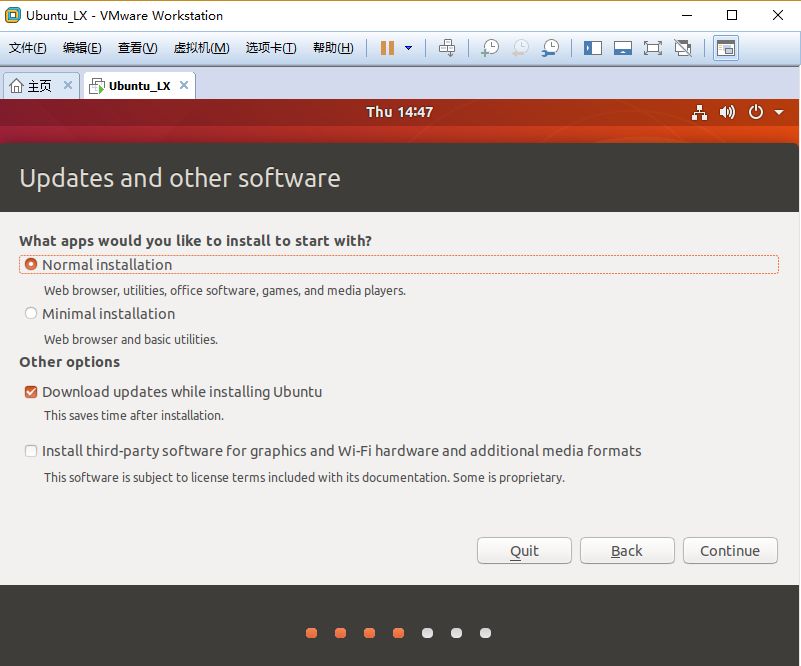 Ubuntu_LX - VMware Workstation
文件(F) 编辑(E) 查看(V) 虚拟机(M) 选项卡(T) 帮助(H)
主页 Ubuntu_LX
Thu 14:47
Updates and other software
What apps would you like to install to start with?
Normal installation
Web browser, utilities, office software, games, and media players.
Minimal installation
Web browser and basic utilities.
Other options
Download updates while installing Ubuntu
This saves time after installation.
Install third-party software for graphics and Wi-Fi hardware and additional media formats
This software is subject to license terms included with its documentation. Some is proprietary.
Quit Back Continue